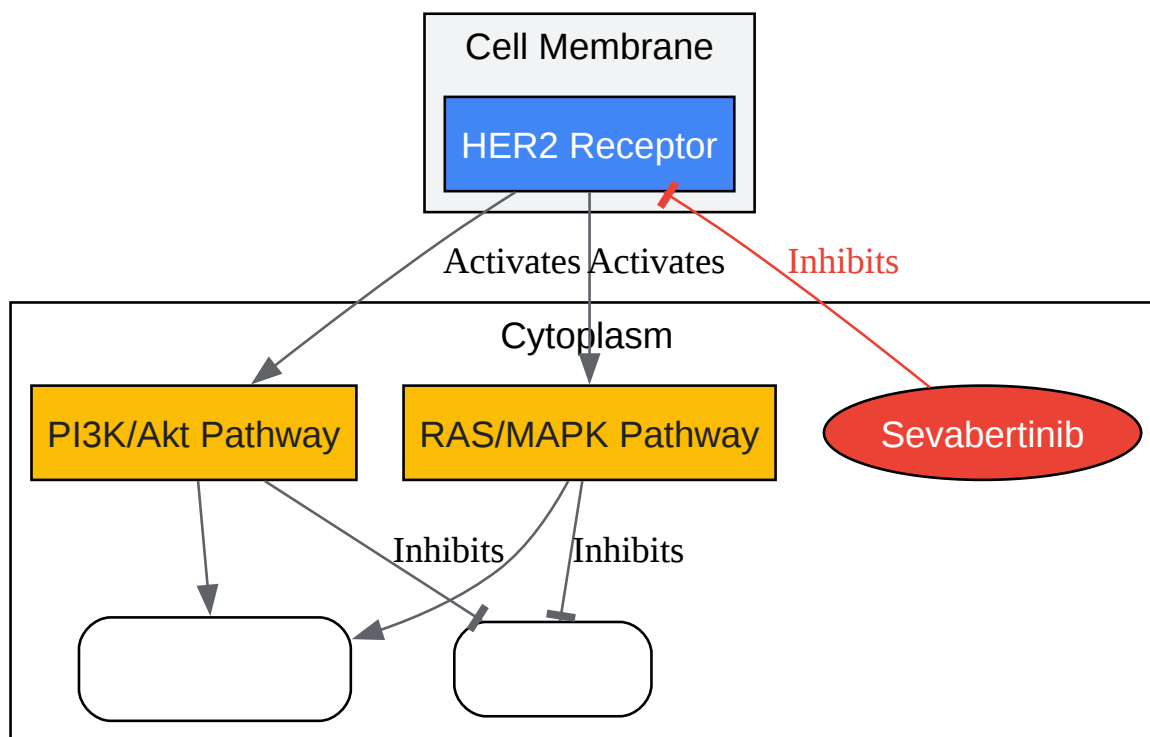 Cell Membrane
HER2 Receptor
Activates Activates Inhibits
Cytoplasm
PI3K/Akt Pathway RAS/MAPK Pathway Sevabertinib
Inhibits Inhibits